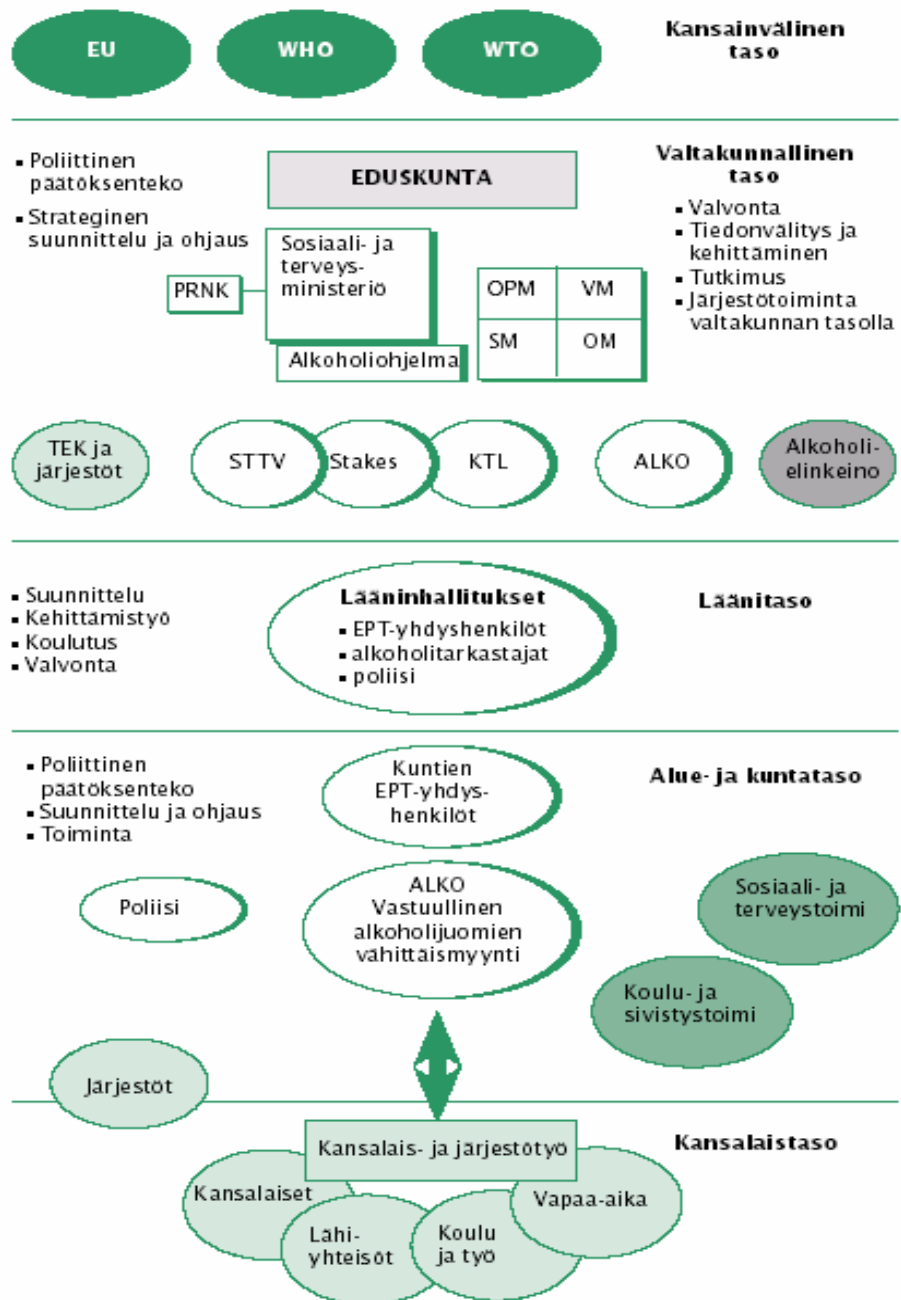 EU
WHO
WTO
Kansainvälinen
taso
▪ Poliittinen
päätöksenteko
▪ Strateginen
suunnittelu ja ohjaus
EDUSKUNTA
Valtakunnallinen
taso
▪ Valvonta
▪ Tiedonvälitys ja
kehittäminen
▪ Tutkimus
▪ Järjestötoiminta
valtakunnan tasolla
PRNK
Sosiaali- ja
terveys-
ministeriö
Alkoholiohjelma
OPM
VM
SM
OM
TEK ja
järjestöt
STTV
Stakes
KTL
ALKO
Alkoholi-
elinkeino
▪ Suunnittelu
▪ Kehittämistyö
▪ Koulutus
▪ Valvonta
Lääninhallitukset
▪ EPT-yhdyshenkilöt
▪ alkoholitarkastajat
▪ poliisi
Läänitaso
▪ Poliittinen
päätöksenteko
▪ Suunnittelu ja ohjaus
▪ Toiminta
Kuntien
EPT-yhdys-
henkilöt
Alue- ja kuntataso
Poliisi
ALKO
Vastuullinen
alkoholijuomien
vähittäismyynti
Sosiaali- ja
terveystoimi
Koulu- ja
sivistystoimi
Järjestöt
Kansalais- ja järjestötyö
Kansalaistaso
Kansalaiset
Lähi-
yhteisöt
Koulu
ja työ
Vapaa-aika